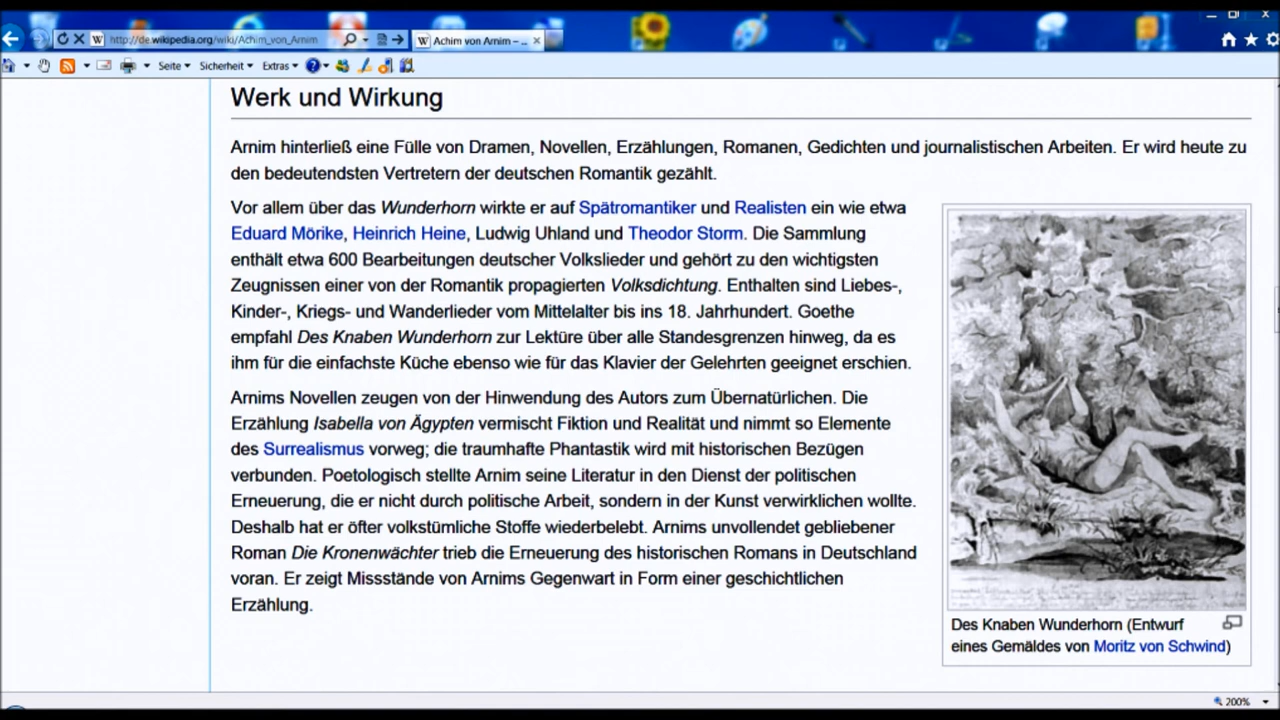 http://de.wikipedia.org/wiki/Achim_von_Arnim
Achim von Arnim – ...
Seite
Sicherheit
Extras
Werk und Wirkung
Arnim hinterließ eine Fülle von Dramen, Novellen, Erzählungen, Romanen, Gedichten und journalistischen Arbeiten. Er wird heute zu
den bedeutendsten Vertretern der deutschen Romantik gezählt.
Vor allem über das Wunderhorn wirkte er auf Spätromantiker und Realisten ein wie etwa
Eduard Mörike, Heinrich Heine, Ludwig Uhland und Theodor Storm. Die Sammlung
enthält etwa 600 Bearbeitungen deutscher Volkslieder und gehört zu den wichtigsten
Zeugnissen einer von der Romantik propagierten Volksdichtung. Enthalten sind Liebes-,
Kinder-, Kriegs- und Wanderlieder vom Mittelalter bis ins 18. Jahrhundert. Goethe
empfahl Des Knaben Wunderhorn zur Lektüre über alle Standesgrenzen hinweg, da es
ihm für die einfachste Küche ebenso wie für das Klavier der Gelehrten geeignet erschien.
Arnims Novellen zeugen von der Hinwendung des Autors zum Übernatürlichen. Die
Erzählung Isabella von Ägypten vermischt Fiktion und Realität und nimmt so Elemente
des Surrealismus vorweg; die traumhafte Phantastik wird mit historischen Bezügen
verbunden. Poetologisch stellte Arnim seine Literatur in den Dienst der politischen
Erneuerung, die er nicht durch politische Arbeit, sondern in der Kunst verwirklichen wollte.
Deshalb hat er öfter volkstümliche Stoffe wiederbelebt. Arnims unvollendet gebliebener
Roman Die Kronenwächter trieb die Erneuerung des historischen Romans in Deutschland
voran. Er zeigt Missstände von Arnims Gegenwart in Form einer geschichtlichen
Erzählung.
Des Knaben Wunderhorn (Entwurf
eines Gemäldes von Moritz von Schwind)
200%